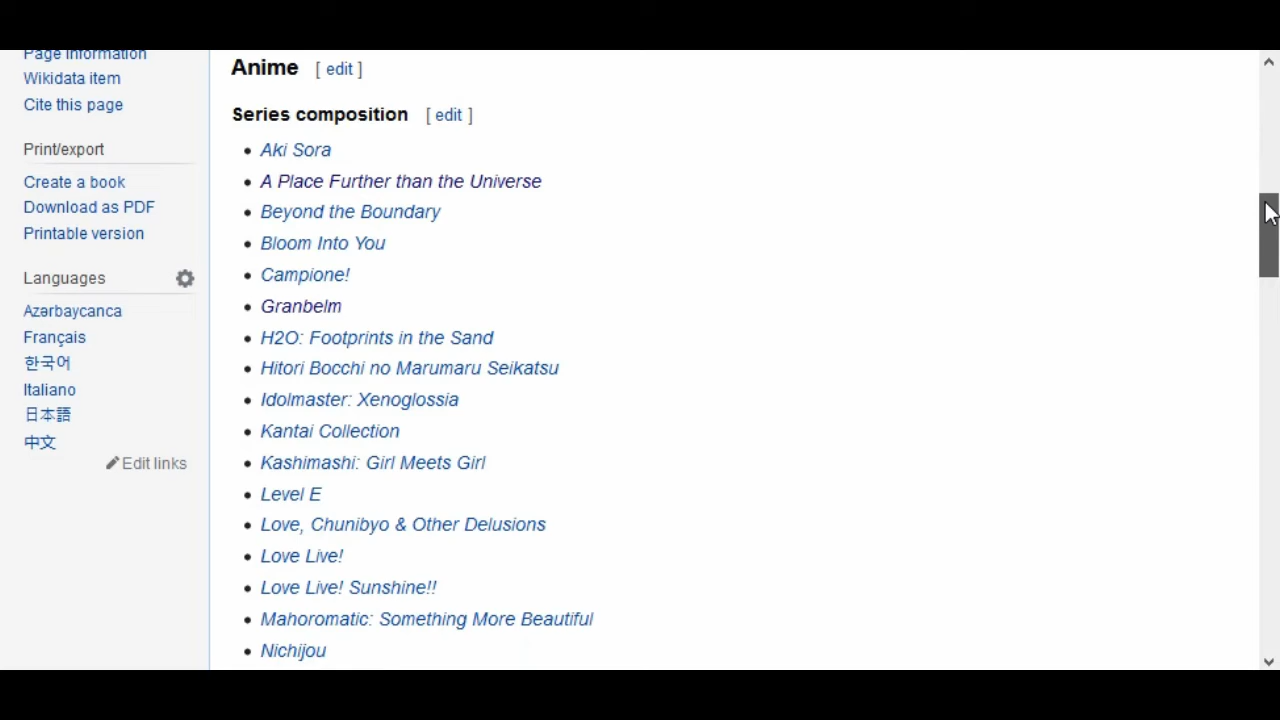 Page information
Wikidata item
Cite this page
Print/export
Create a book
Download as PDF
Printable version
Languages
Azərbaycanca
Français
한국어
Italiano
日本語
中文
Edit links
Anime [ edit ]
Series composition [ edit ]
Aki Sora
A Place Further than the Universe
Beyond the Boundary
Bloom Into You
Campione!
Granbelm
H2O: Footprints in the Sand
Hitori Bocchi no Marumaru Seikatsu
Idolmaster: Xenoglossia
Kantai Collection
Kashimashi: Girl Meets Girl
Level E
Love, Chunibyo & Other Delusions
Love Live!
Love Live! Sunshine!!
Mahoromatic: Something More Beautiful
Nichijou